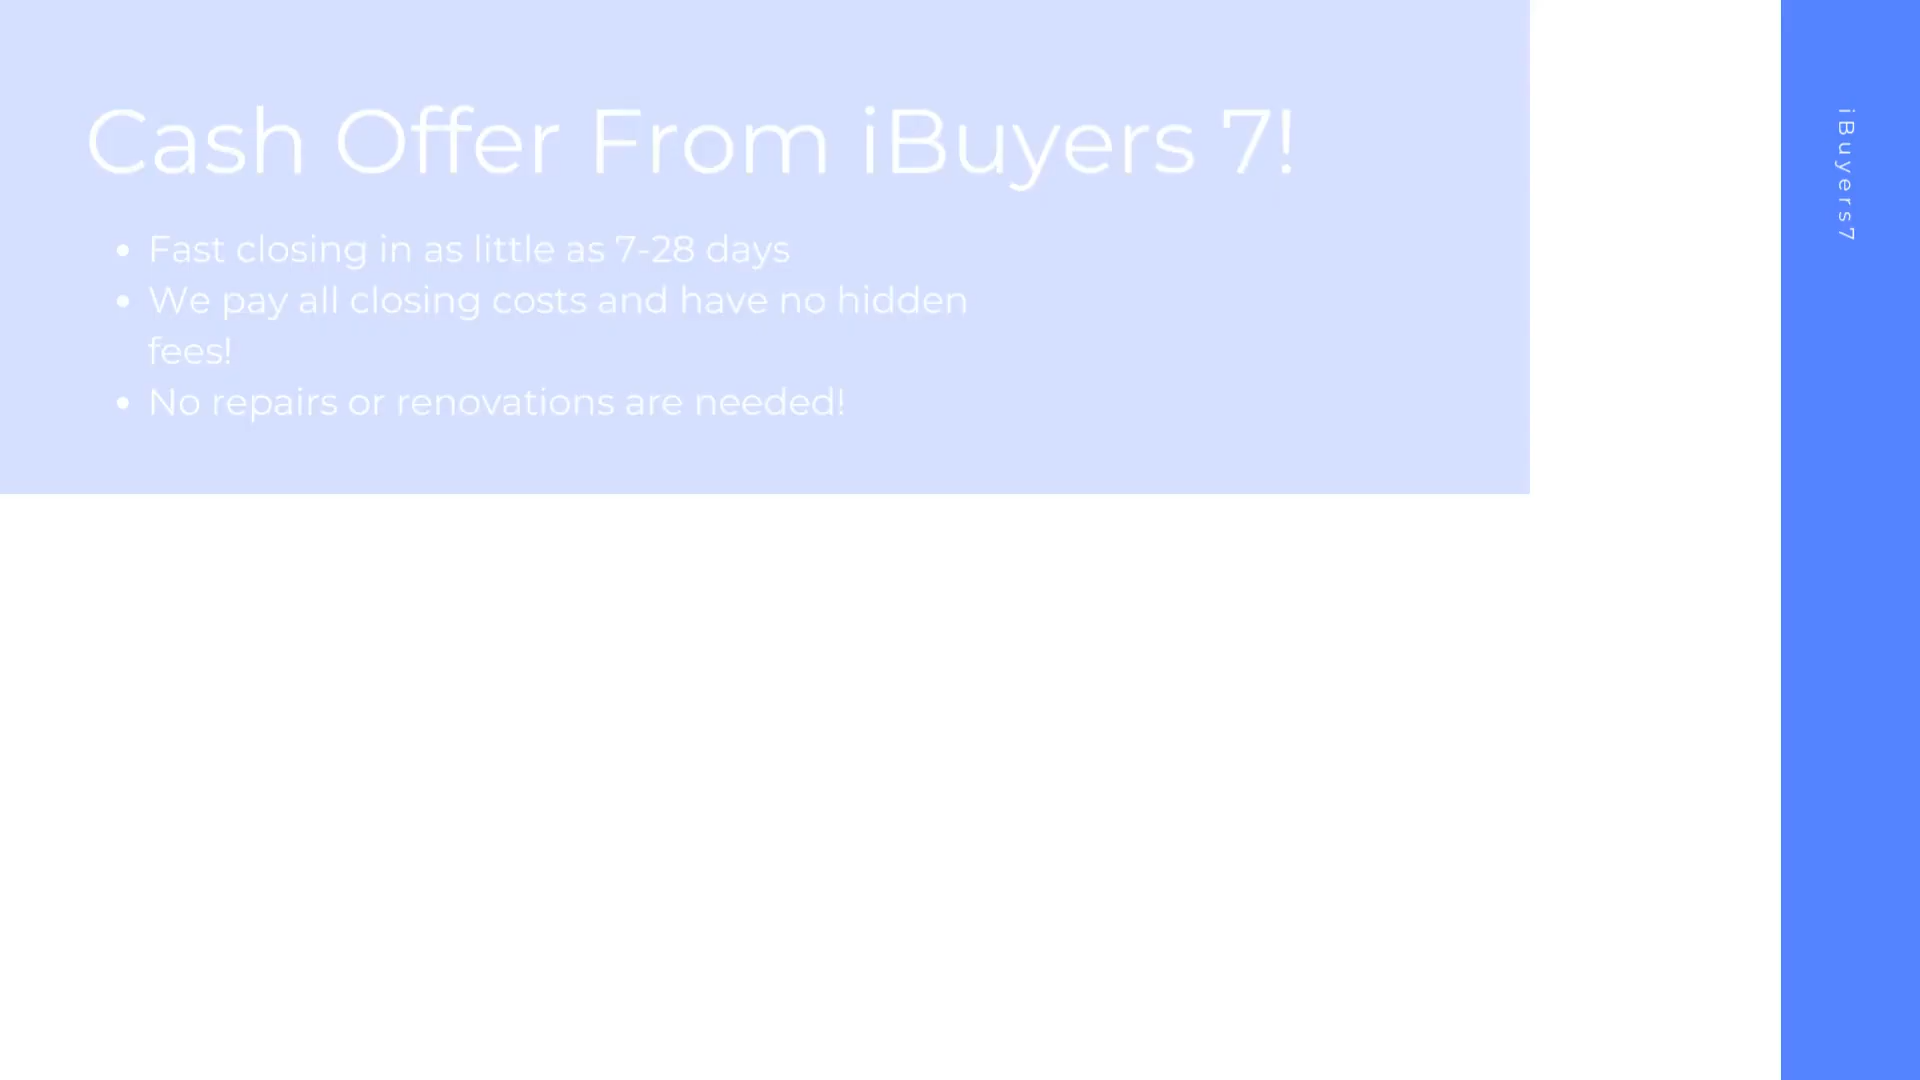 Cash Offer From iBuyers 7!
• Fast closing in as little as 7-28 days
• We pay all closing costs and have no hidden
fees!
• No repairs or renovations are needed!
iBuyers7